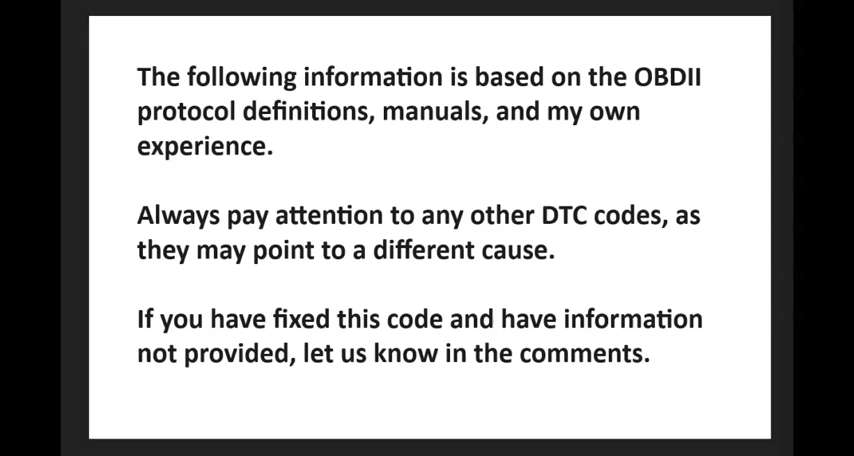 The following information is based on the OBDII
protocol definitions, manuals, and my own
experience.
Always pay attention to any other DTC codes, as
they may point to a different cause.
If you have fixed this code and have information
not provided, let us know in the comments.